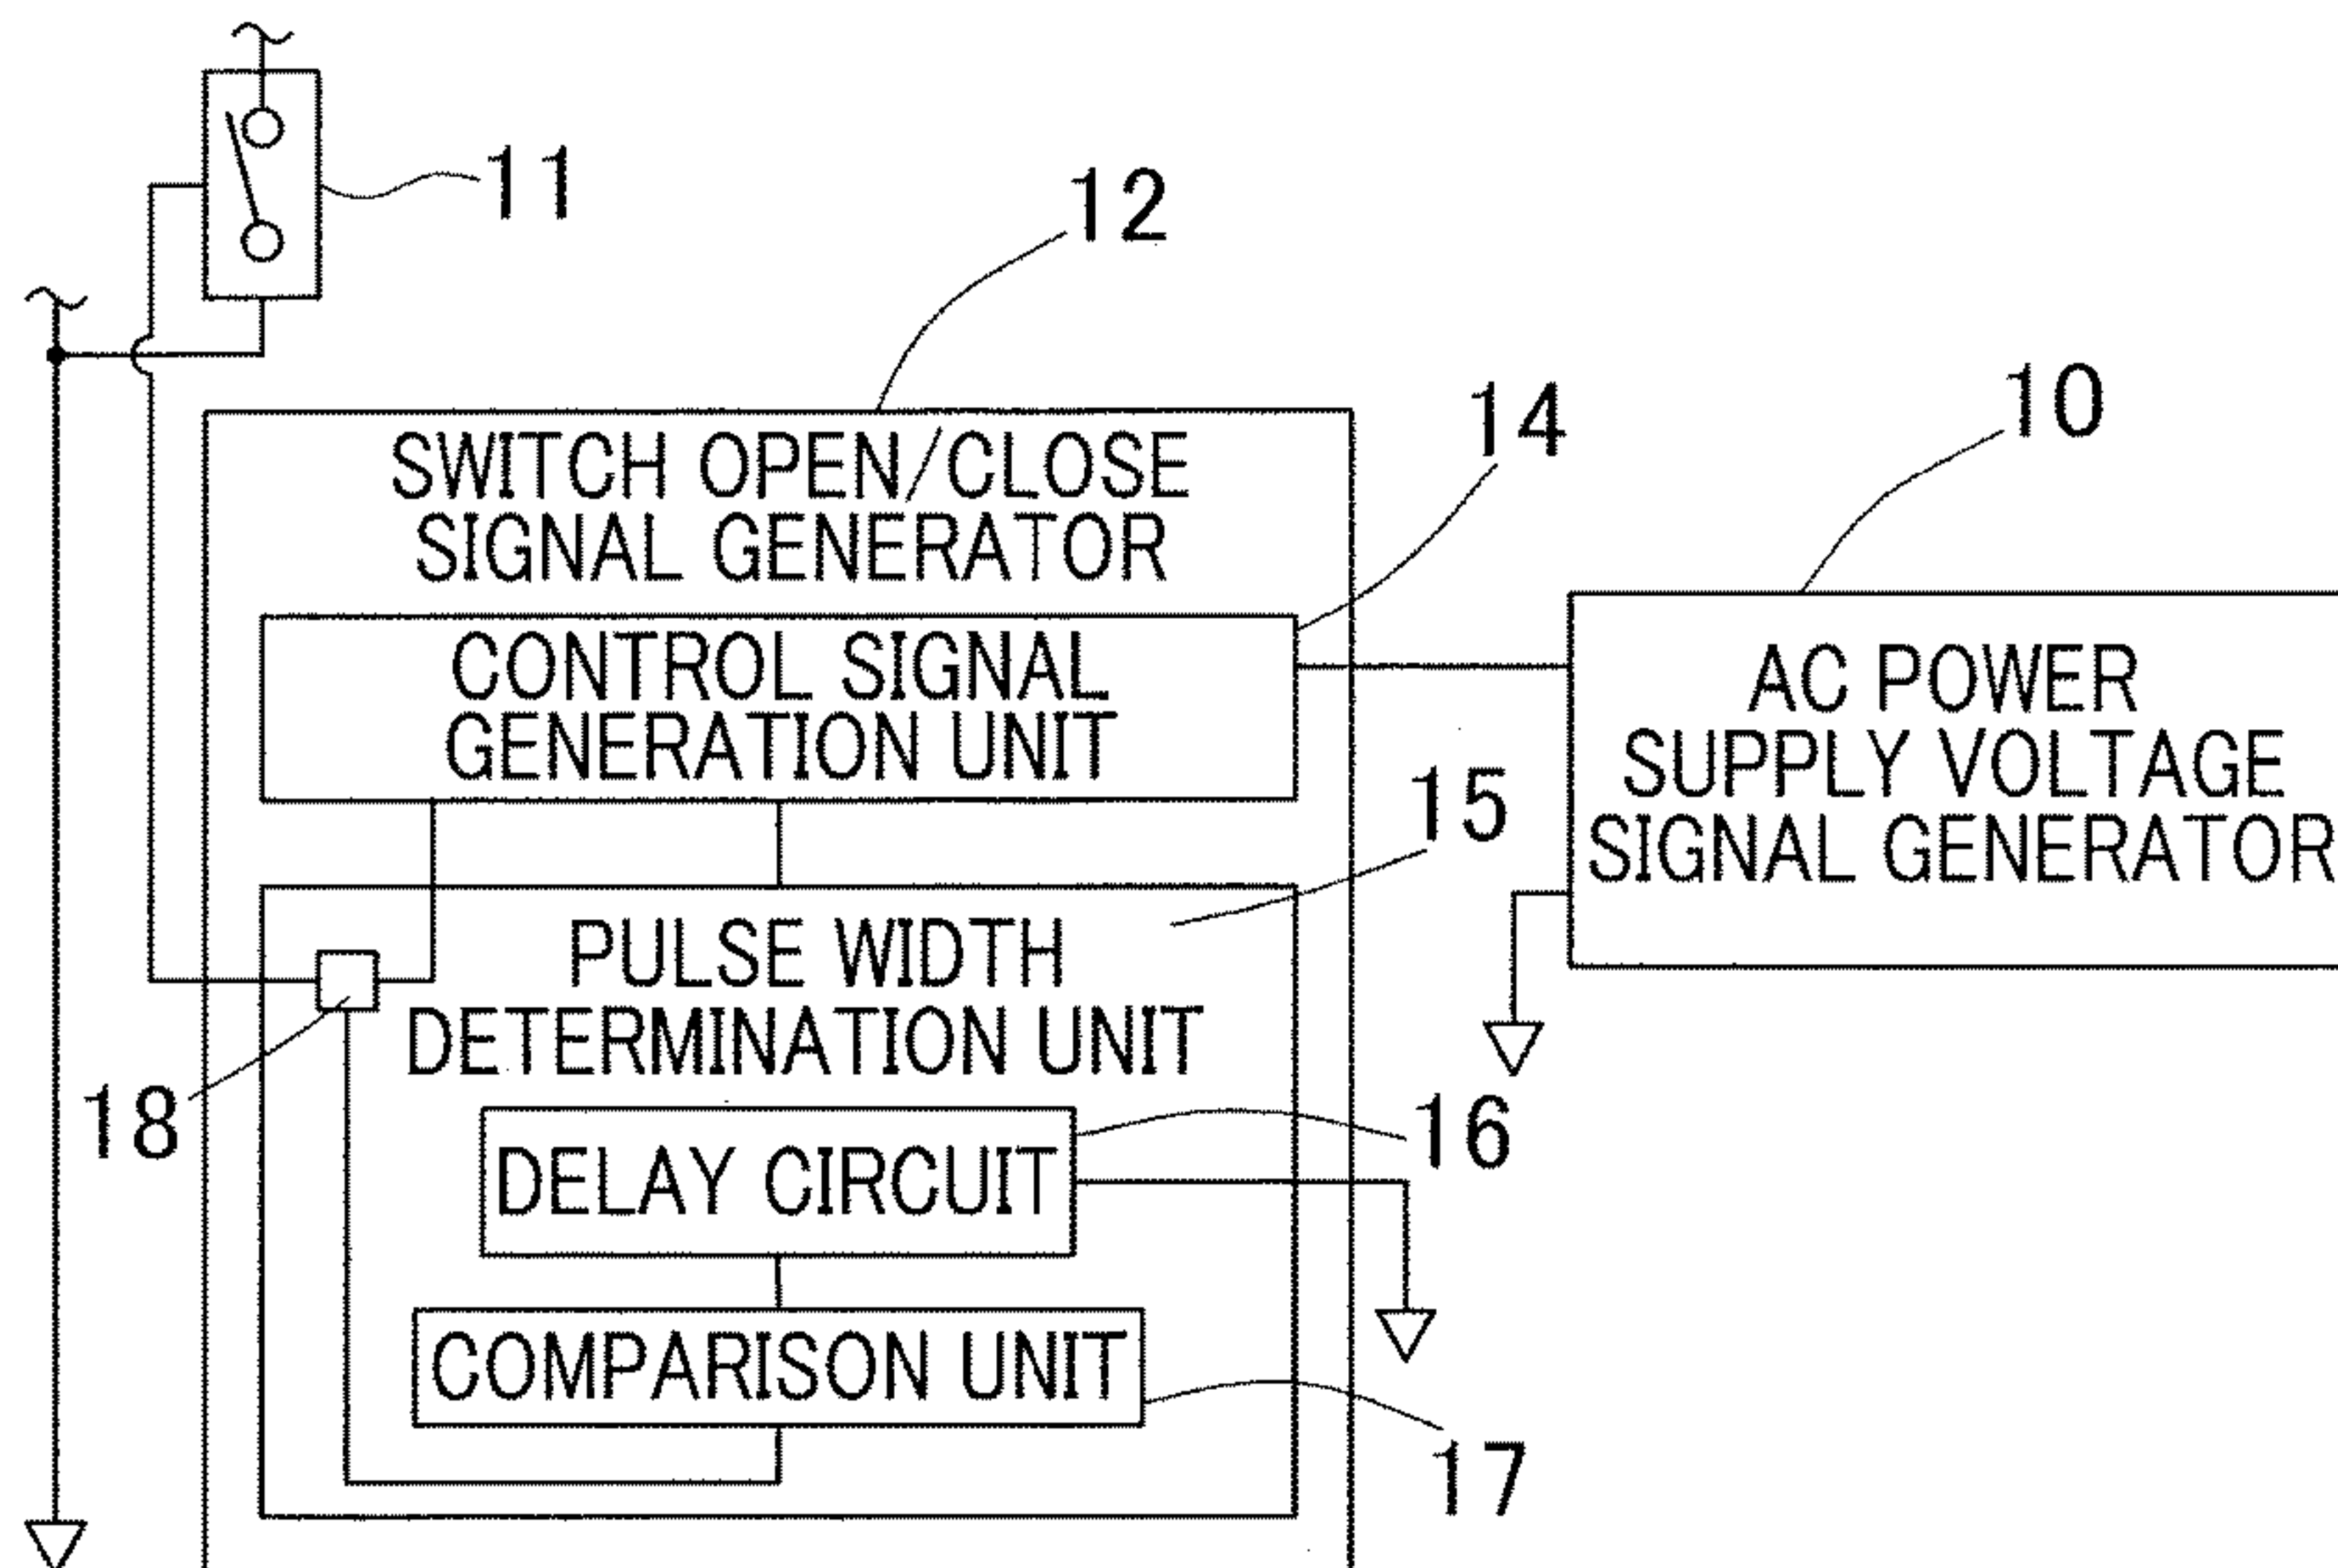 11
12
SWITCH OPEN/CLOSE
SIGNAL GENERATOR
14
10
CONTROL SIGNAL
GENERATION UNIT
AC POWER
SUPPLY VOLTAGE
SIGNAL GENERATOR
15
PULSE WIDTH
DETERMINATION UNIT
18
16
DELAY CIRCUIT
COMPARISON UNIT
17